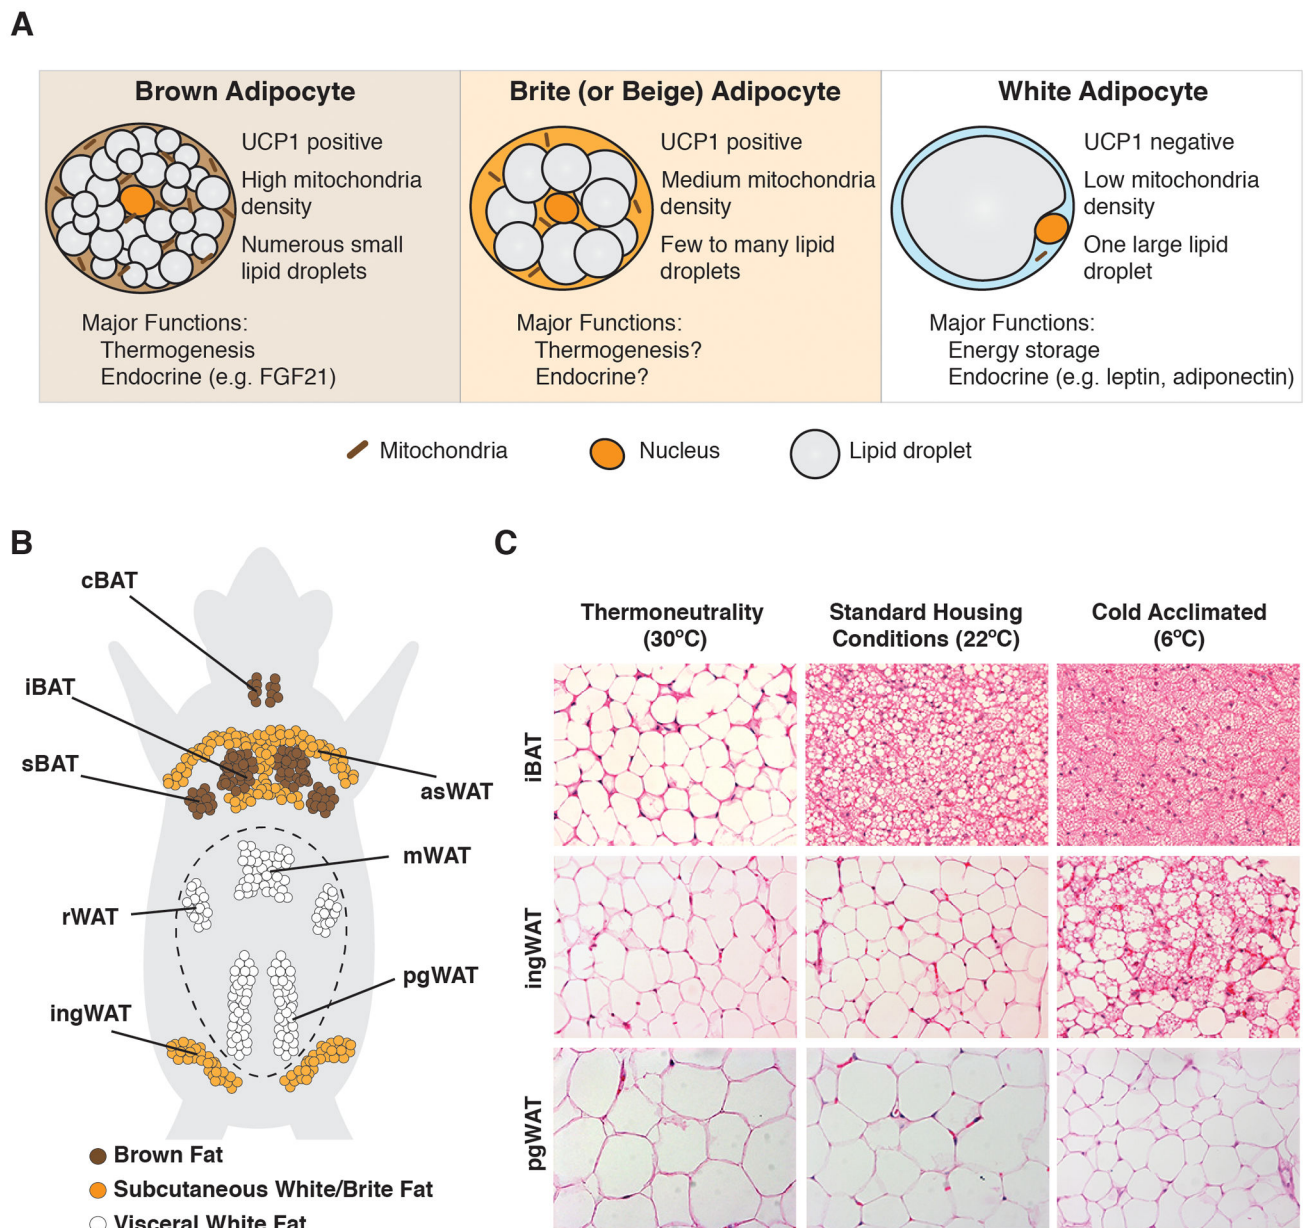 A
Brown Adipocyte
UCP1 positive
High mitochondria
density
Numerous small
lipid droplets
Major Functions:
Thermogenesis
Endocrine (e.g. FGF21)
Brite (or Beige) Adipocyte
UCP1 positive
Medium mitochondria
density
Few to many lipid
droplets
Major Functions:
Thermogenesis?
Endocrine?
White Adipocyte
UCP1 negative
Low mitochondria
density
One large lipid
droplet
Major Functions:
Energy storage
Endocrine (e.g. leptin, adiponectin)
Mitochondria
Nucleus
Lipid droplet
B
cBAT
iBAT
sBAT
asWAT
mWAT
rWAT
pgWAT
ingWAT
Brown Fat
Subcutaneous White/Brite Fat
Visceral White Fat
C
Thermoneutrality
(30ºC)
Standard Housing
Conditions (22ºC)
Cold Acclimated
(6ºC)
iBAT
ingWAT
pgWAT